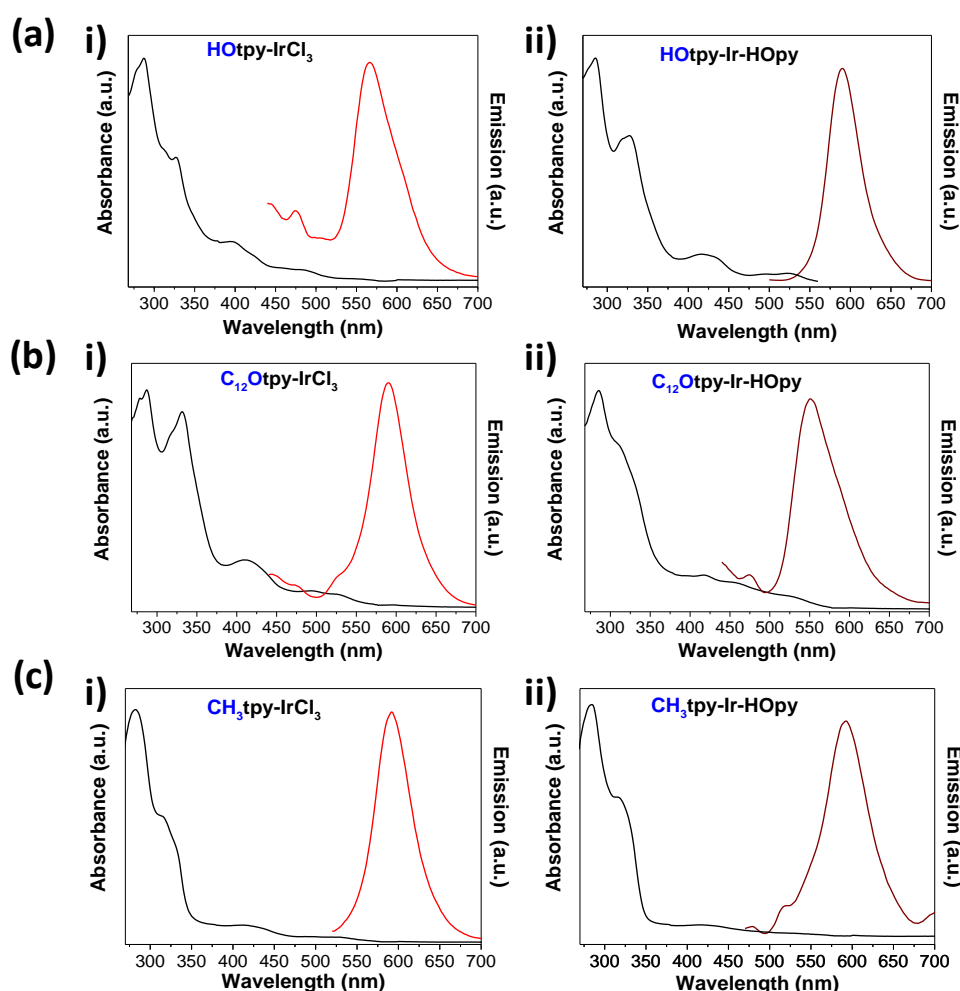 (a) i) ii)
HOtpy-IrCl₃
Absorbance (a.u.)
Emission (a.u.)
300 350 400 450 500 550 600 650 700
Wavelength (nm)
HOtpy-Ir-HOpy
Absorbance (a.u.)
Emission (a.u.)
300 350 400 450 500 550 600 650 700
Wavelength (nm)
(b) i) ii)
C₁₂Otpy-IrCl₃
Absorbance (a.u.)
Emission (a.u.)
300 350 400 450 500 550 600 650 700
Wavelength (nm)
C₁₂Otpy-Ir-HOpy
Absorbance (a.u.)
Emission (a.u.)
300 350 400 450 500 550 600 650 700
Wavelength (nm)
(c) i) ii)
CH₃tpy-IrCl₃
Absorbance (a.u.)
Emission (a.u.)
300 350 400 450 500 550 600 650 700
Wavelength (nm)
CH₃tpy-Ir-HOpy
Absorbance (a.u.)
Emission (a.u.)
300 350 400 450 500 550 600 650 700
Wavelength (nm)